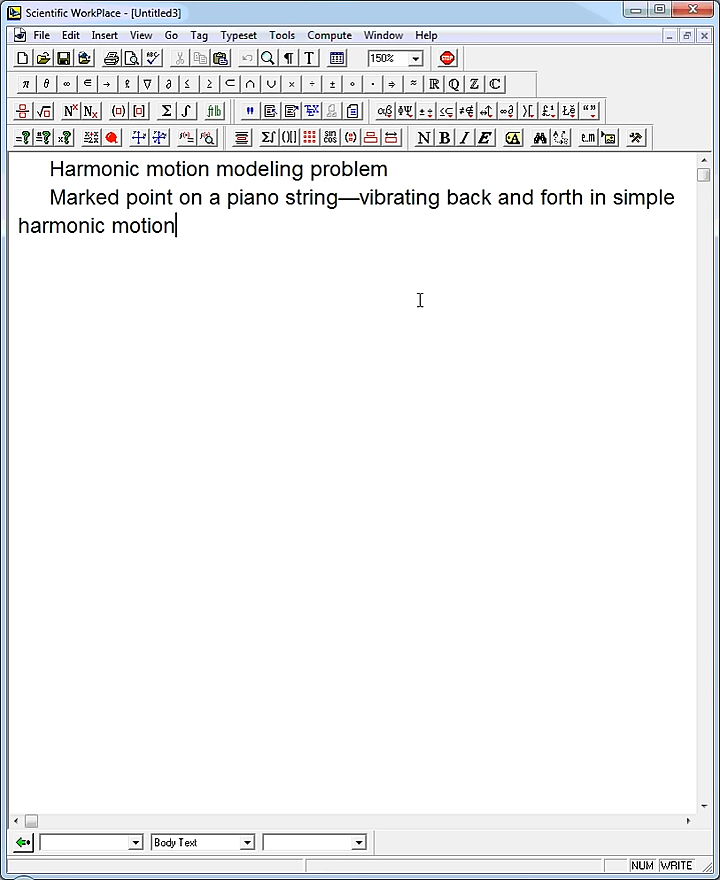 Scientific WorkPlace - [Untitled3]
File Edit Insert View Go Tag Typeset Tools Compute Window Help
150%
π θ ∞ ∈ → ℓ ∇ ∂ ≤ ≥ ⊂ ∩ ∪ × ÷ ± ∘ · ⇒ ≈ ℝ ℚ ℤ ℂ
N B I E
Harmonic motion modeling problem
Marked point on a piano string—vibrating back and forth in simple
harmonic motion
Body Text
NUM WRITE